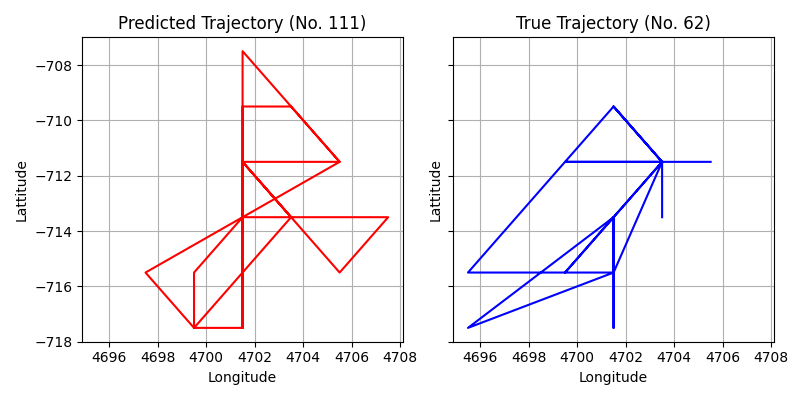 Predicted Trajectory (No. 111)
True Trajectory (No. 62)
−708
−710
−712
−714
−716
−718
Lattitude
Lattitude
4696 4698 4700 4702 4704 4706 4708
4696 4698 4700 4702 4704 4706 4708
Longitude
Longitude